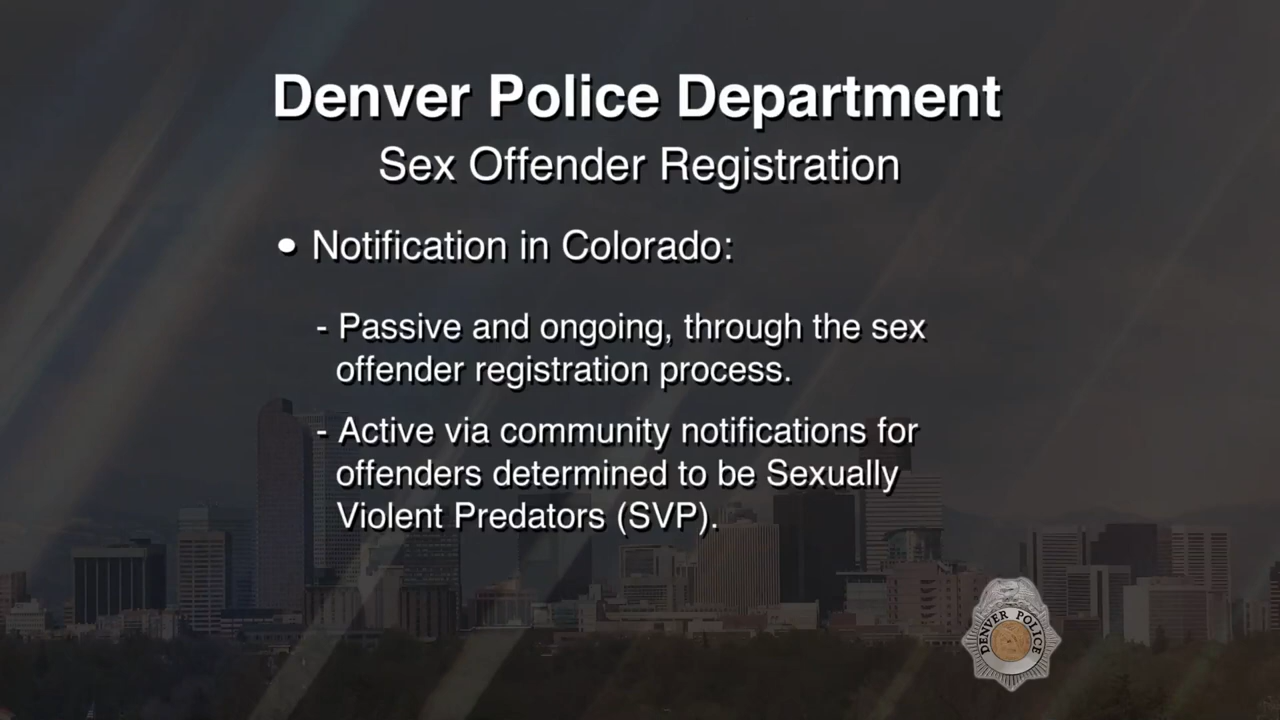 Denver Police Department
Sex Offender Registration
• Notification in Colorado:
- Passive and ongoing, through the sex
offender registration process.
- Active via community notifications for
offenders determined to be Sexually
Violent Predators (SVP).
DENVER POLICE